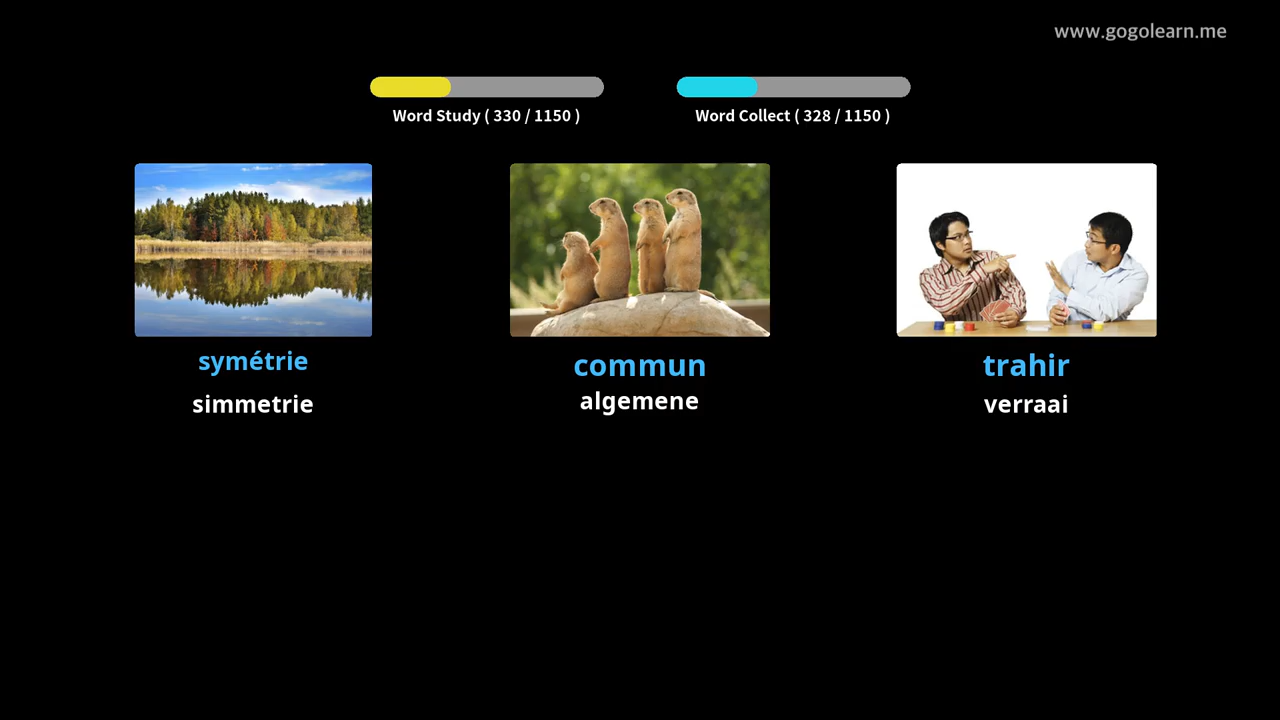 www.gogolearn.me
Word Study ( 330 / 1150 )
Word Collect ( 328 / 1150 )
symétrie
simmetrie
commun
algemene
trahir
verraai